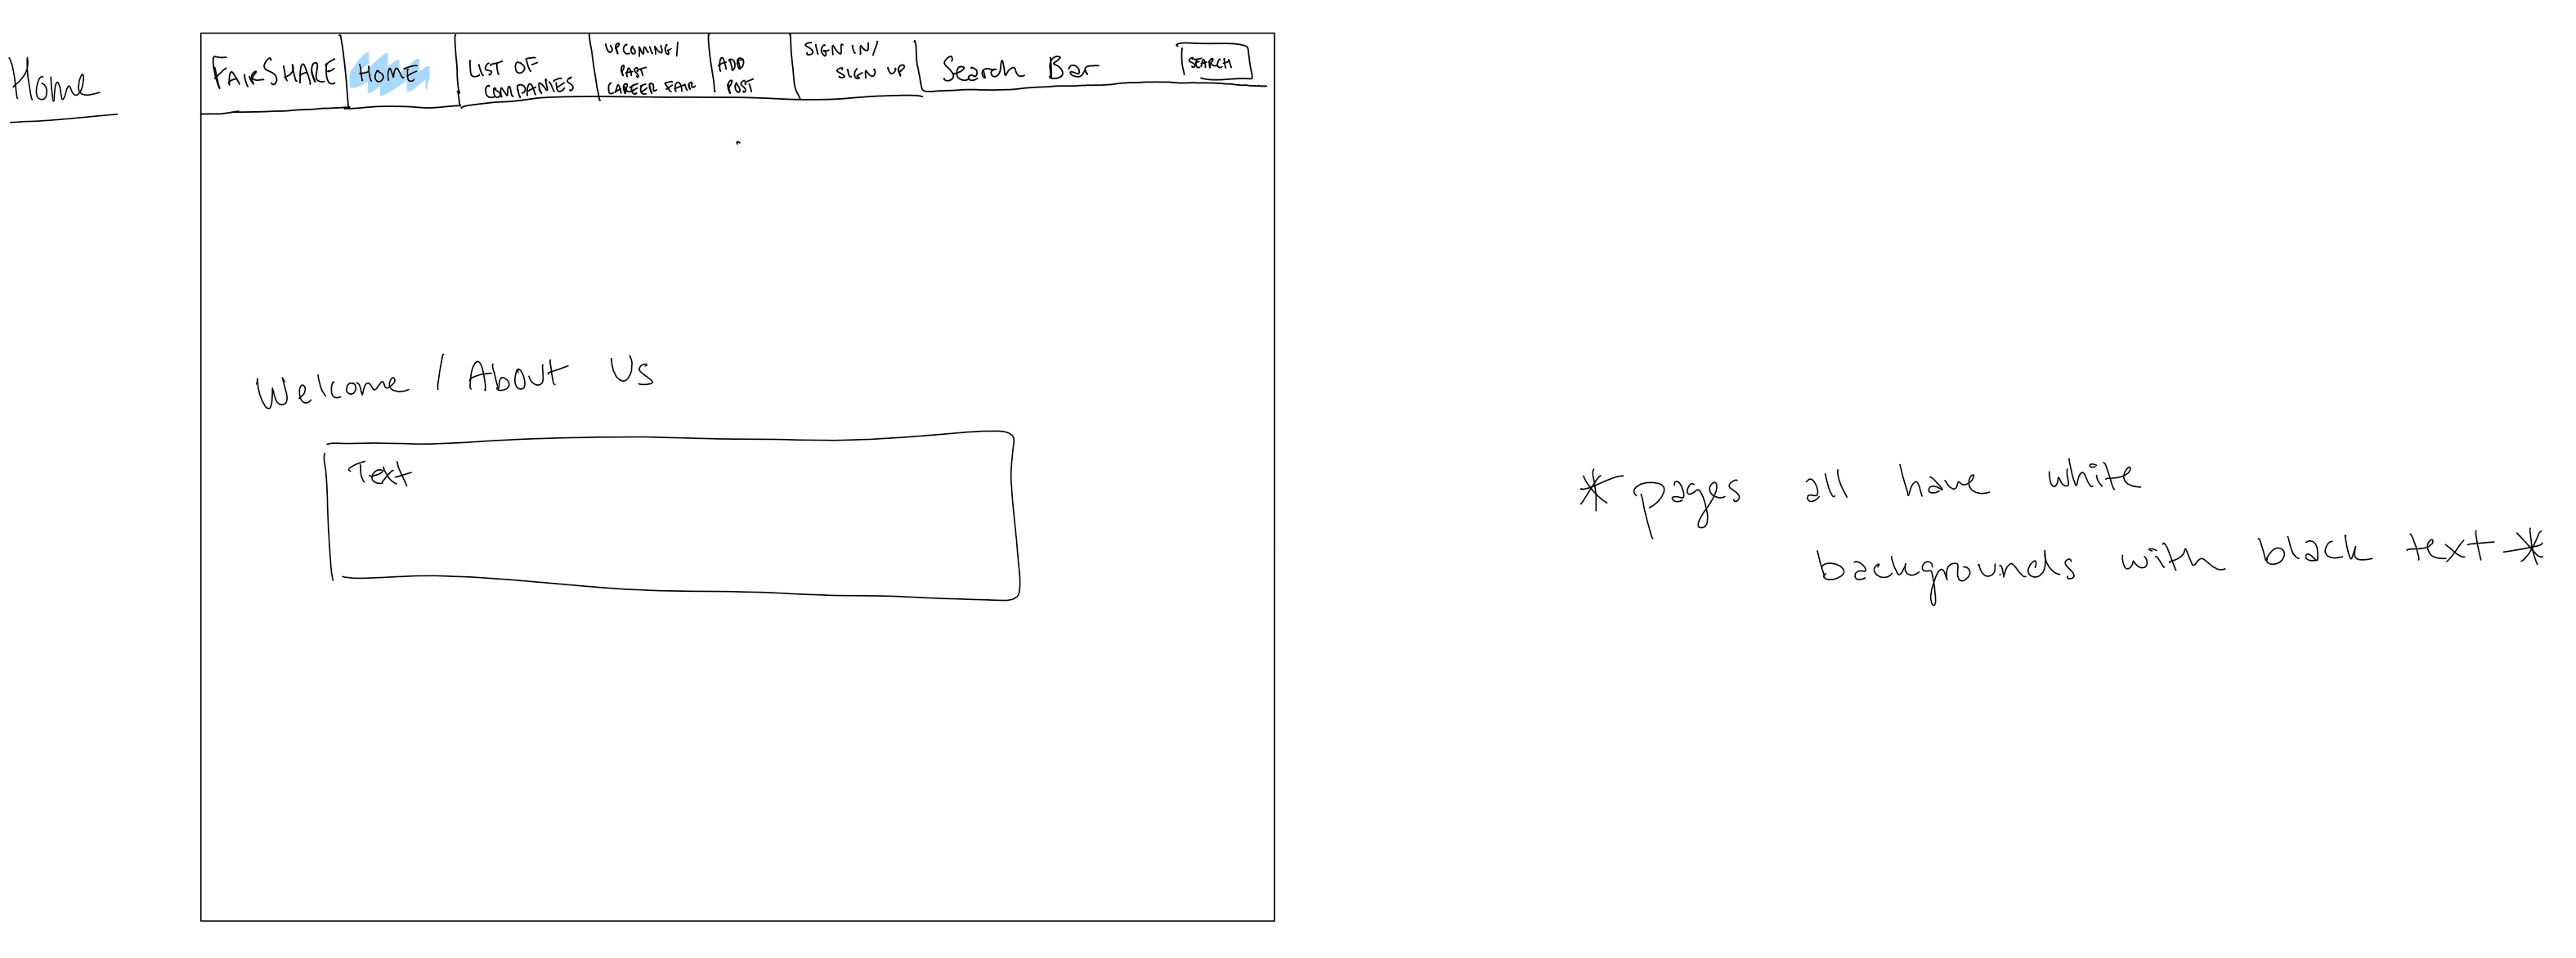 Home
FAIRSHARE
HOME
LIST OF
COMPANIES
UPCOMING/
PAST
CAREER FAIR
ADD
POST
SIGN IN/
SIGN UP
Search Bar
SEARCH
Welcome / About Us
Text
*pages all have white
backgrounds with black text*